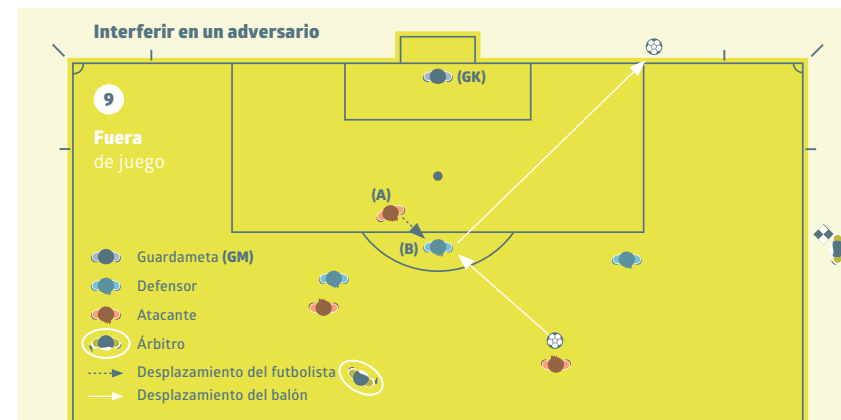 Interferir en un adversario
(GK)
9
Fuera
de juego
(A)
(B)
Guardameta (GM)
Defensor
Atacante
Árbitro
Desplazamiento del futbolista
Desplazamiento del balón